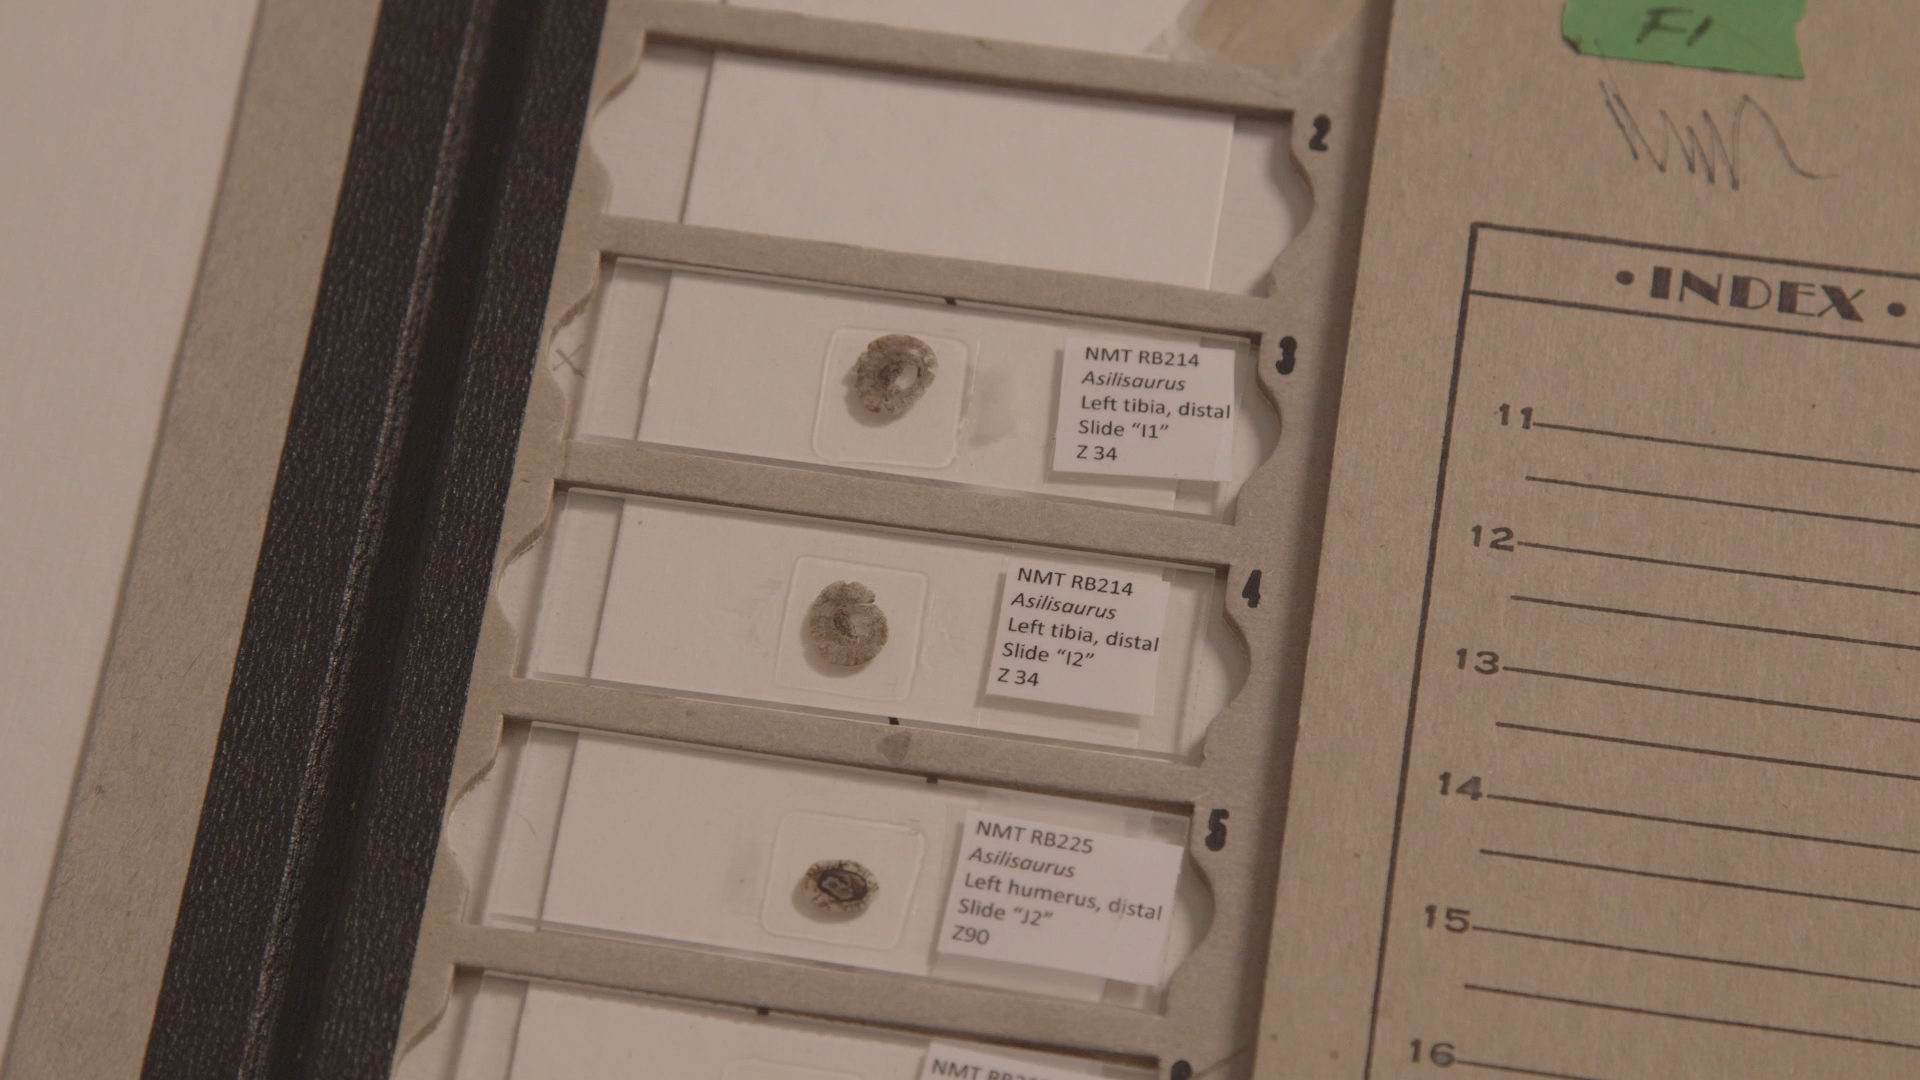 F1
2
3
NMT RB214
Asilisaurus
Left tibia, distal
Slide “I1”
Z 34
4
NMT RB214
Asilisaurus
Left tibia, distal
Slide “I2”
Z 34
5
NMT RB225
Asilisaurus
Left humerus, distal
Slide “J2”
Z90
NMT
• INDEX •
11
12
13
14
15
16